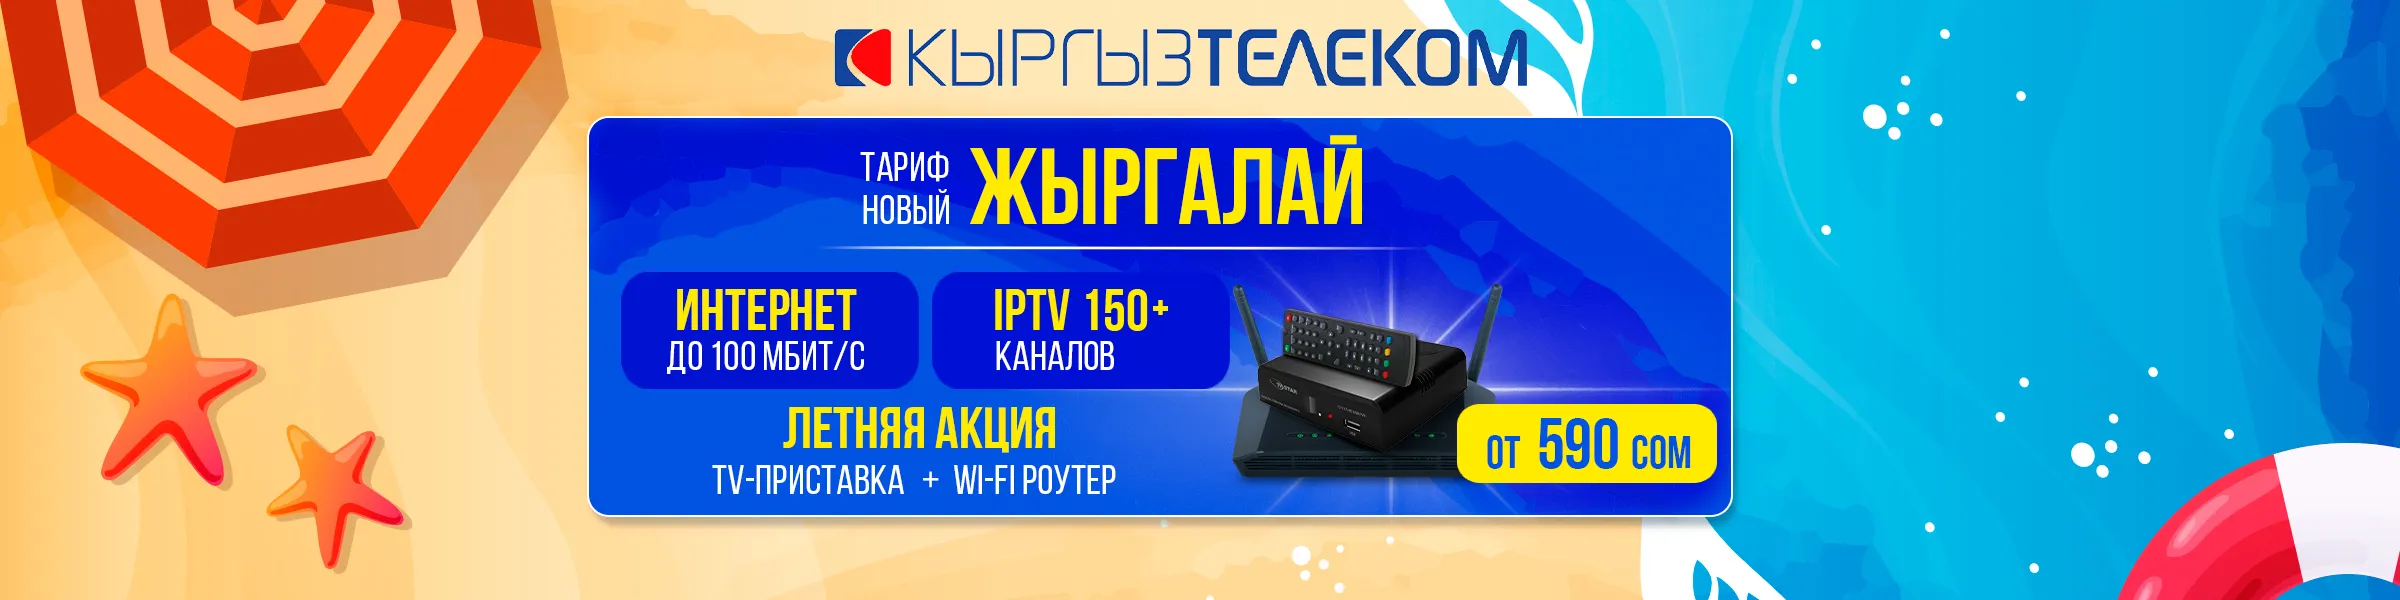 КЫРГЫЗТЕЛЕКОМ
ТАРИФ
НОВЫЙ
ЖЫРГАЛАЙ
ИНТЕРНЕТ
ДО 100 МБИТ/С
IPTV 150+
КАНАЛОВ
ЛЕТНЯЯ АКЦИЯ
TV-ПРИСТАВКА + WI-FI РОУТЕР
ОТ 590 СОМ